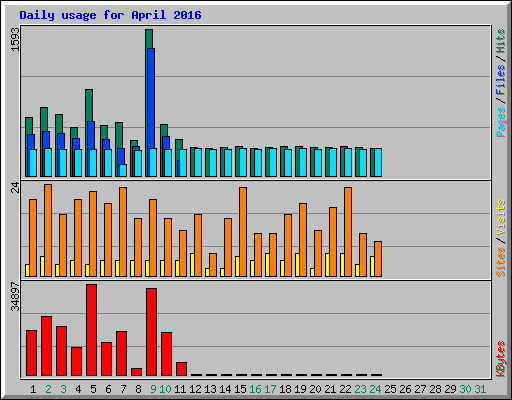 Daily usage for April 2016
1593
Pages / Files / Hits
24
Sites / Visits
34897
KBytes
1 2 3 4 5 6 7 8 9 10 11 12 13 14 15 16 17 18 19 20 21 22 23 24 25 26 27 28 29 30 31